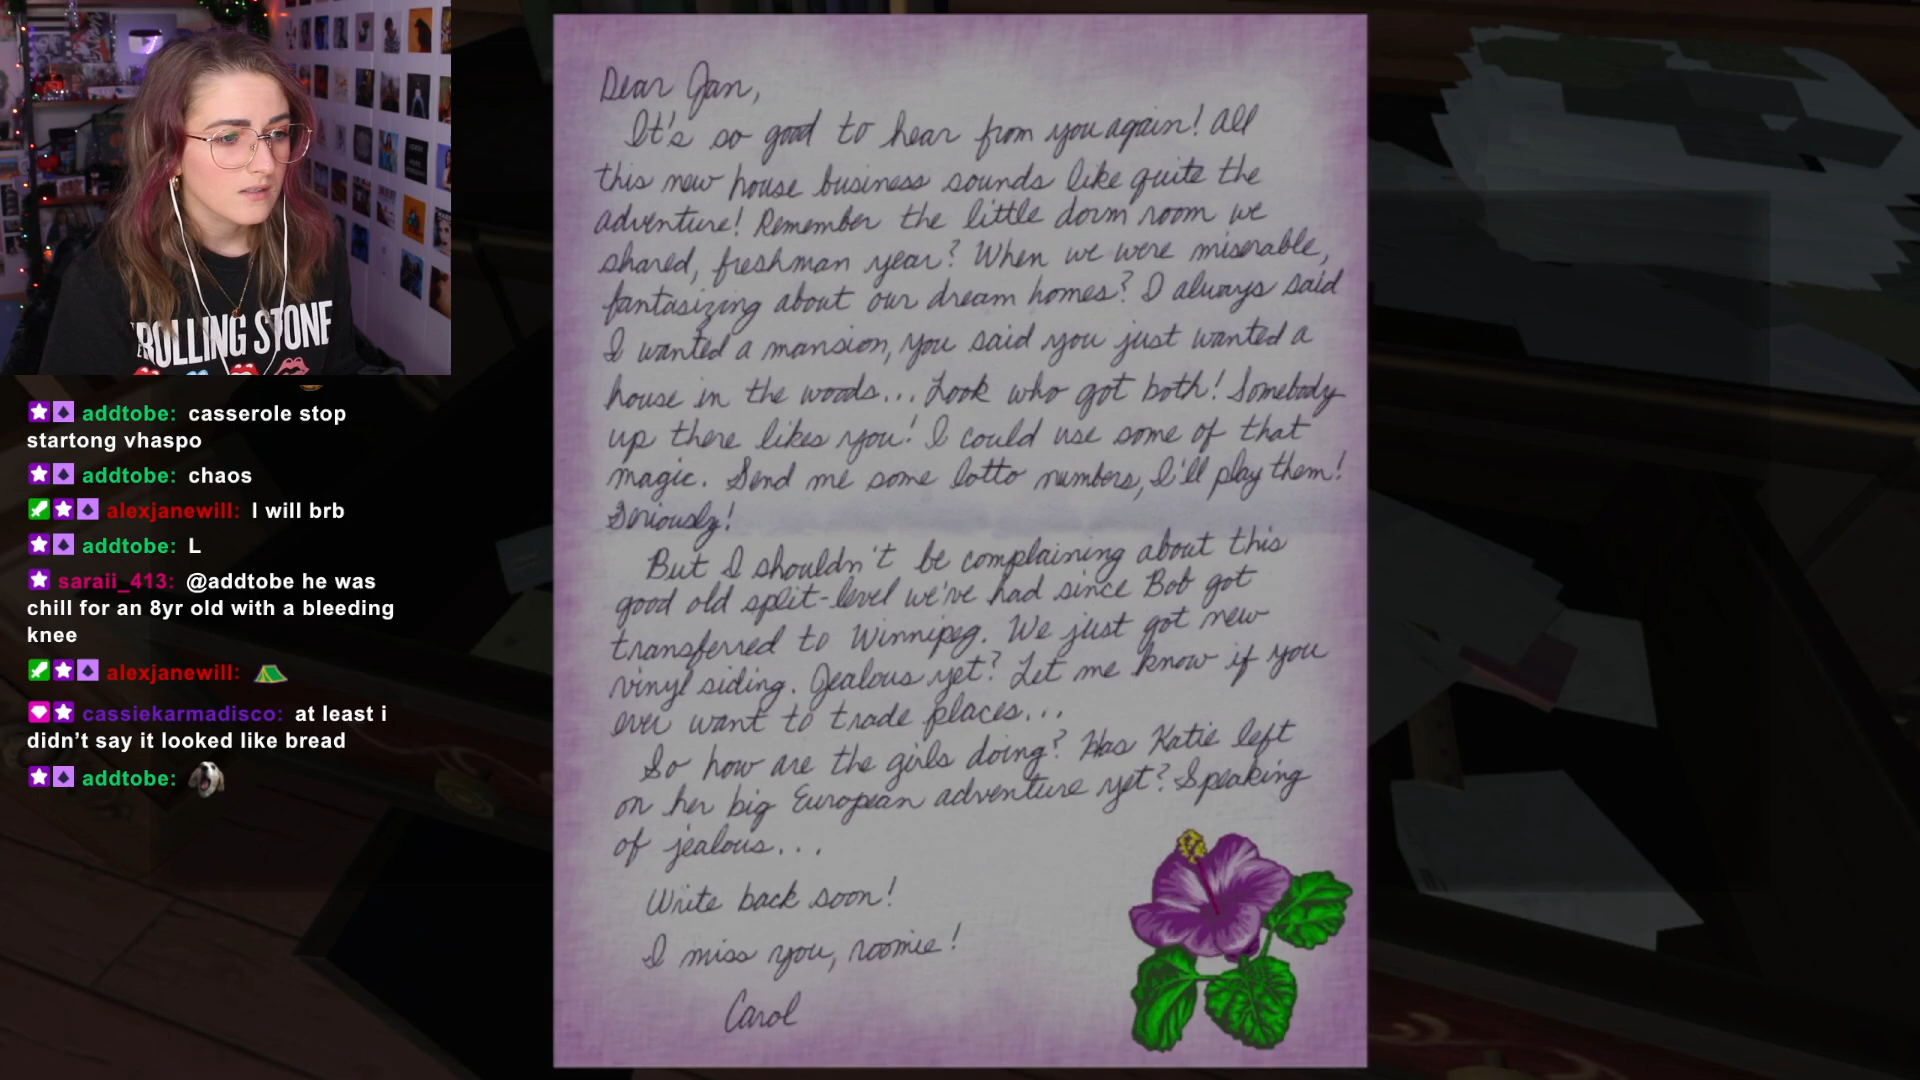 ROLLING STONE
addtobe: casserole stop
startong vhaspo
addtobe: chaos
alexjanewill: I will brb
addtobe: L
saraii_413: @addtobe he was
chill for an 8yr old with a bleeding
knee
alexjanewill:
cassiekarmadisco: at least i
didn't say it looked like bread
addtobe:
Dear Jan,
It's so good to hear from you again! All
this new house business sounds like quite the
adventure! Remember the little dorm room we
shared, freshman year? When we were miserable,
fantasizing about our dream homes? I always said
I wanted a mansion, you said you just wanted a
house in the woods... Look who got both! Somebody
up there likes you! I could use some of that
magic. Send me some lotto numbers, I'll play them!
Seriously!
But I shouldn't be complaining about this
good old split-level we've had since Bob got
transferred to Winnipeg. We just got new
vinyl siding. Jealous yet? Let me know if you
ever want to trade places...
So how are the girls doing? Has Katie left
on her big European adventure yet? Speaking
of jealous...
Write back soon!
I miss you, roomie!
Carol